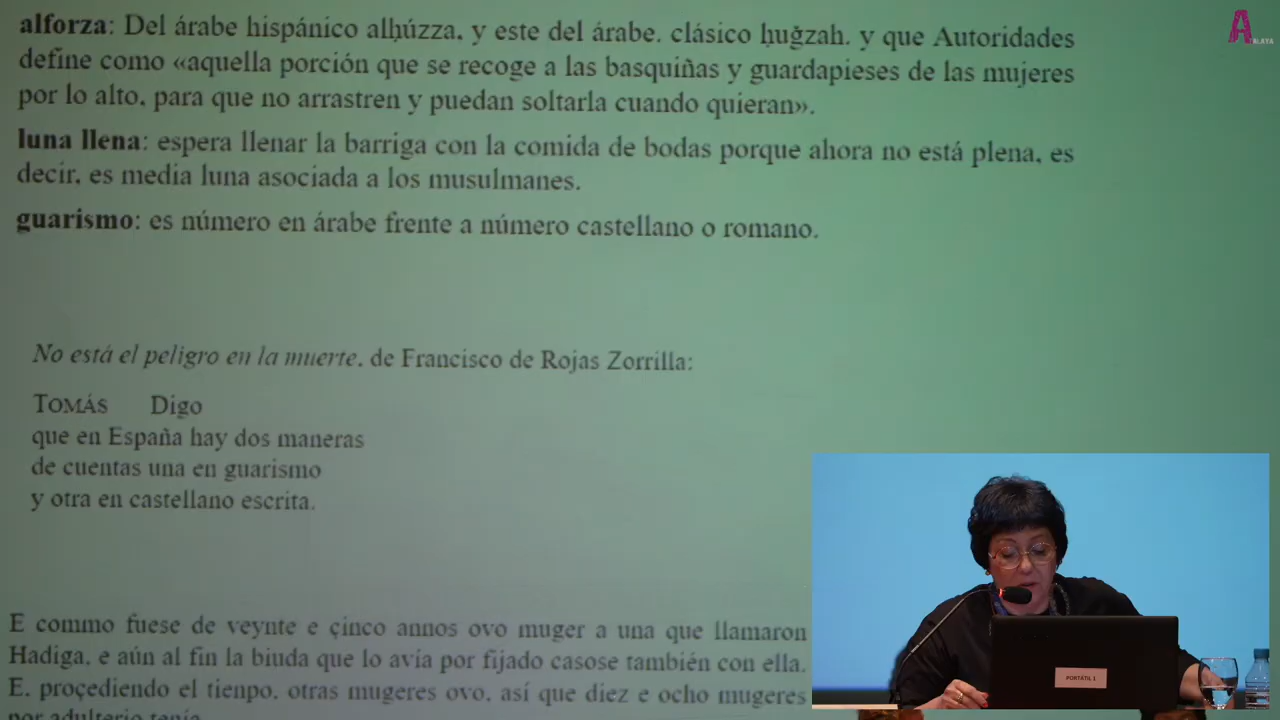 alforza: Del árabe hispánico alḥúzza, y este del árabe. clásico ḥuğzah. y que Autoridades
define como «aquella porción que se recoge a las basquiñas y guardapieses de las mujeres
por lo alto, para que no arrastren y puedan soltarla cuando quieran».
luna llena: espera llenar la barriga con la comida de bodas porque ahora no está plena, es
decir, es media luna asociada a los musulmanes.
guarismo: es número en árabe frente a número castellano o romano.
No está el peligro en la muerte, de Francisco de Rojas Zorrilla:
TOMÁS Digo
que en España hay dos maneras
de cuentas una en guarismo
y otra en castellano escrita.
E commo fuese de veynte e çinco annos ovo muger a una que llamaron
Hadiga, e aún al fin la biuda que lo avía por fijado casose también con ella.
E, proçediendo el tienpo, otras mugeres ovo, así que diez e ocho mugeres
por adulterio tenía
A
TALAYA
PORTÁTIL 1